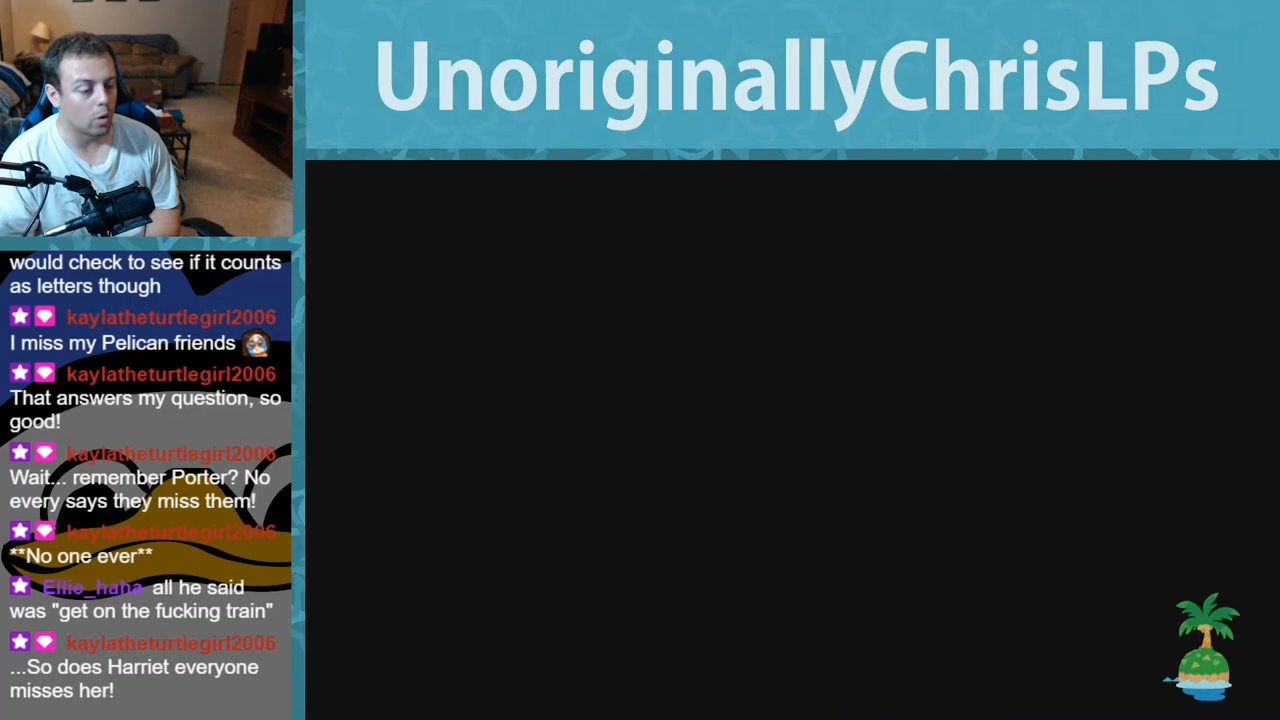 UnoriginallyChrisLPs
would check to see if it counts
as letters though
kaylatheturtlegirl2006
I miss my Pelican friends
kaylatheturtlegirl2006
That answers my question, so
good!
kaylatheturtlegirl2006
Wait... remember Porter? No
every says they miss them!
kaylatheturtlegirl2006
**No one ever**
Ellie_haha all he said
was "get on the fucking train"
kaylatheturtlegirl2006
...So does Harriet everyone
misses her!